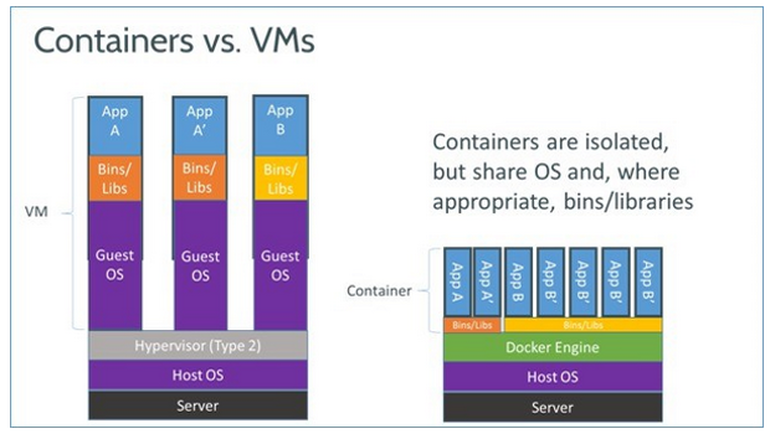 Containers vs. VMs
App
A
App
A’
App
B
Bins/
Libs
Bins/
Libs
Bins/
Libs
VM
Guest
OS
Guest
OS
Guest
OS
Hypervisor (Type 2)
Host OS
Server
Containers are isolated,
but share OS and, where
appropriate, bins/libraries
Container
App A
App A’
App B
App B’
App B’
App B’
App B’
Bins/Libs
Bins/Libs
Docker Engine
Host OS
Server